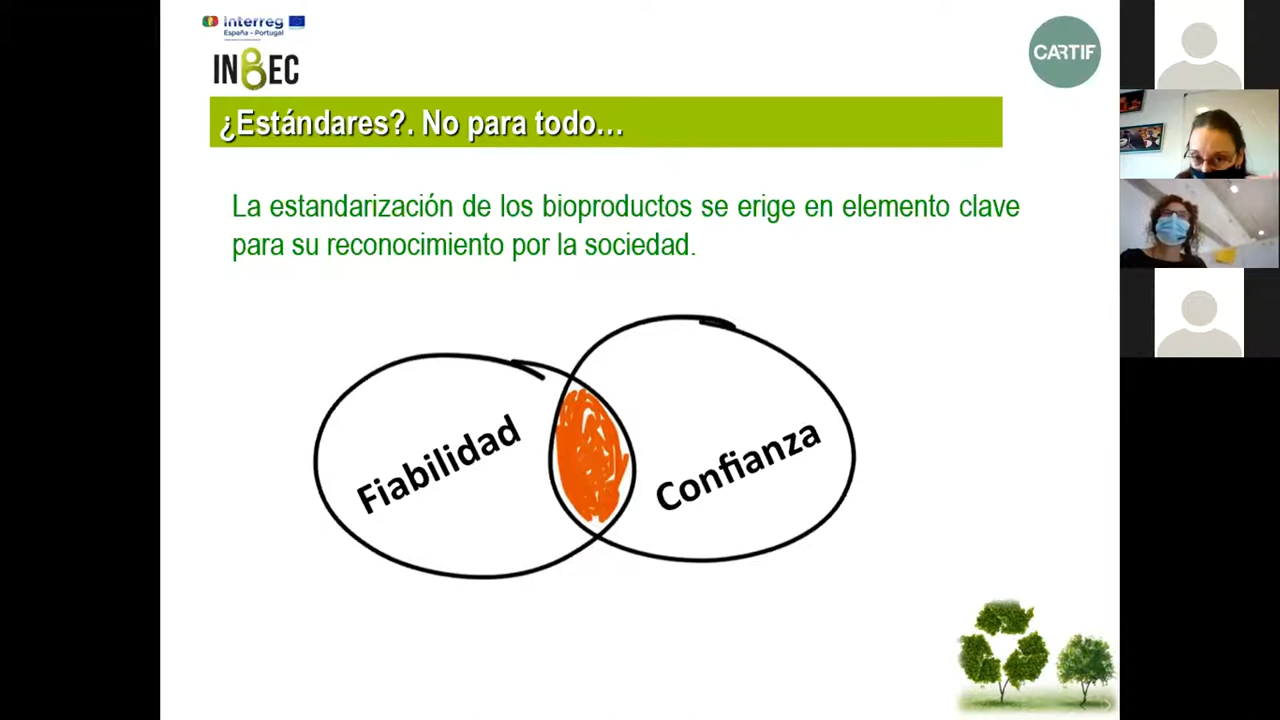 Interreg
España - Portugal
INBEC
CARTIF
¿Estándares?. No para todo...
La estandarización de los bioproductos se erige en elemento clave
para su reconocimiento por la sociedad.
Fiabilidad
Confianza